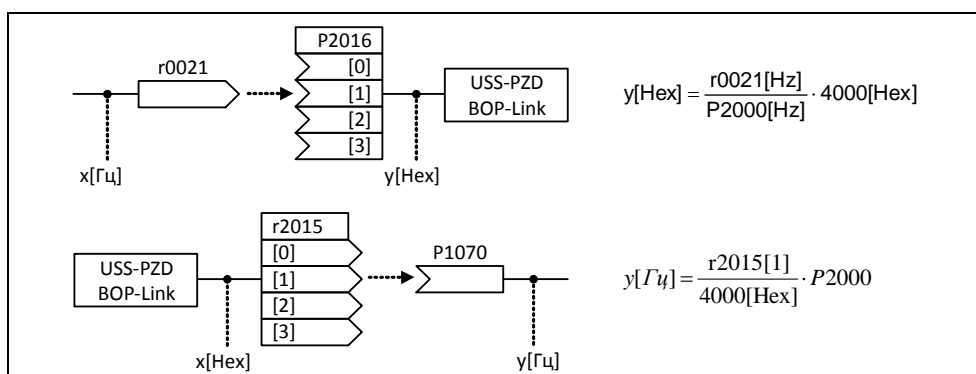 r0021
x[Гц]
P2016
[0]
[1]
[2]
[3]
y[Hex]
USS-PZD
BOP-Link
y[Hex] = r0021[Hz] / P2000[Hz] · 4000[Hex]
USS-PZD
BOP-Link
x[Hex]
r2015
[0]
[1]
[2]
[3]
P1070
y[Гц]
y[Гц] = r2015[1] / 4000[Hex] · P2000